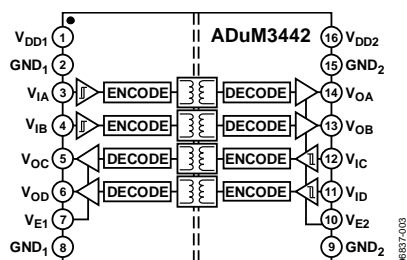 ADuM3442
VDD1 1 16 VDD2
GND1 2 15 GND2
VIA 3 ENCODE DECODE 14 VOA
VIB 4 ENCODE DECODE 13 VOB
VOC 5 DECODE ENCODE 12 VIC
VOD 6 DECODE ENCODE 11 VID
VE1 7 10 VE2
GND1 8 9 GND2
06837-003